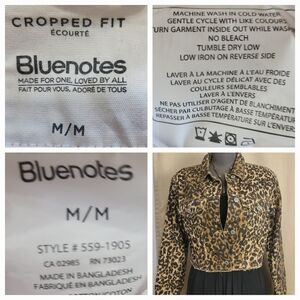 CROPPED FIT
ÉCOURTÉ
Bluenotes
MADE FOR ONE, LOVED BY ALL.
FAIT POUR VOUS, ADORÉ DE TOUS
M/M
MACHINE WASH IN COLD WATER
GENTLE CYCLE WITH LIKE COLOURS
TURN GARMENT INSIDE OUT WHILE WASH
NO BLEACH
TUMBLE DRY LOW
LOW IRON ON REVERSE SIDE
LAVER À LA MACHINE À L'EAU FROID
LAVER AU CYCLE DÉLICAT AVEC DES
COULEURS SEMBLABLES
LAVER À L'ENVERS
NE PAS UTILISER D'AGENT DE BLANCHIMENT
SÉCHER PAR CULBUTAGE À BASSE TEMPÉRATURE
REPASSER À BASSE TEMPÉRATURE SUR
L'ENVERS
Bluenotes
M/M
STYLE # 559-1905
CA 02985 RN 73023
MADE IN BANGLADESH
FABRIQUÉ EN BANGLADESH